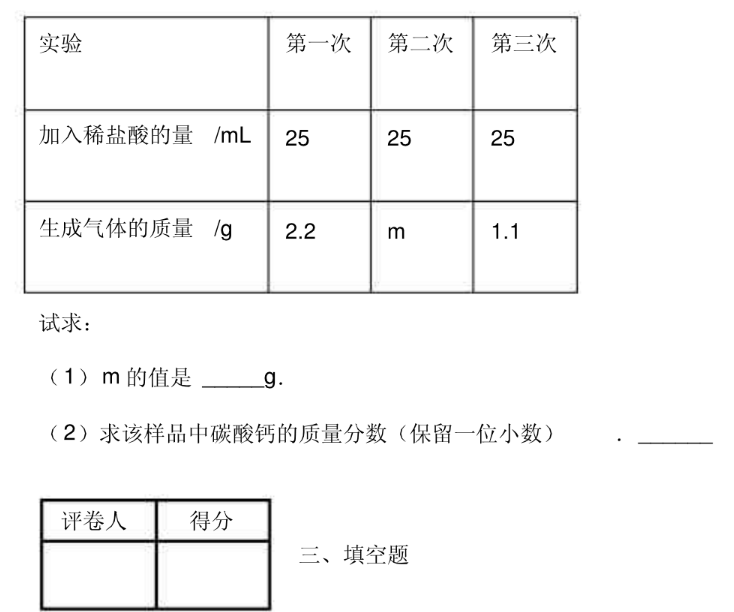 实验 第一次 第二次 第三次
加入稀盐酸的量 /mL 25 25 25
生成气体的质量 /g 2.2 m 1.1
试求：
（1）m 的值是 _____g.
（2）求该样品中碳酸钙的质量分数（保留一位小数） . ______
评卷人 得分
三、填空题